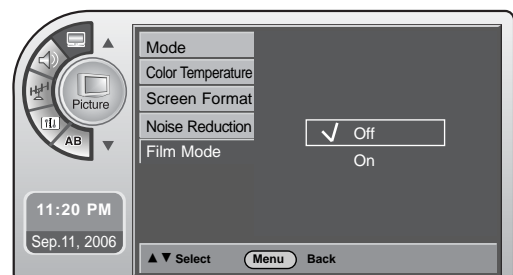 Mode
Color Temperature
Screen Format
Noise Reduction
Film Mode
Off
On
Picture
AB
11:20 PM
Sep.11, 2006
▲▼ Select Menu Back